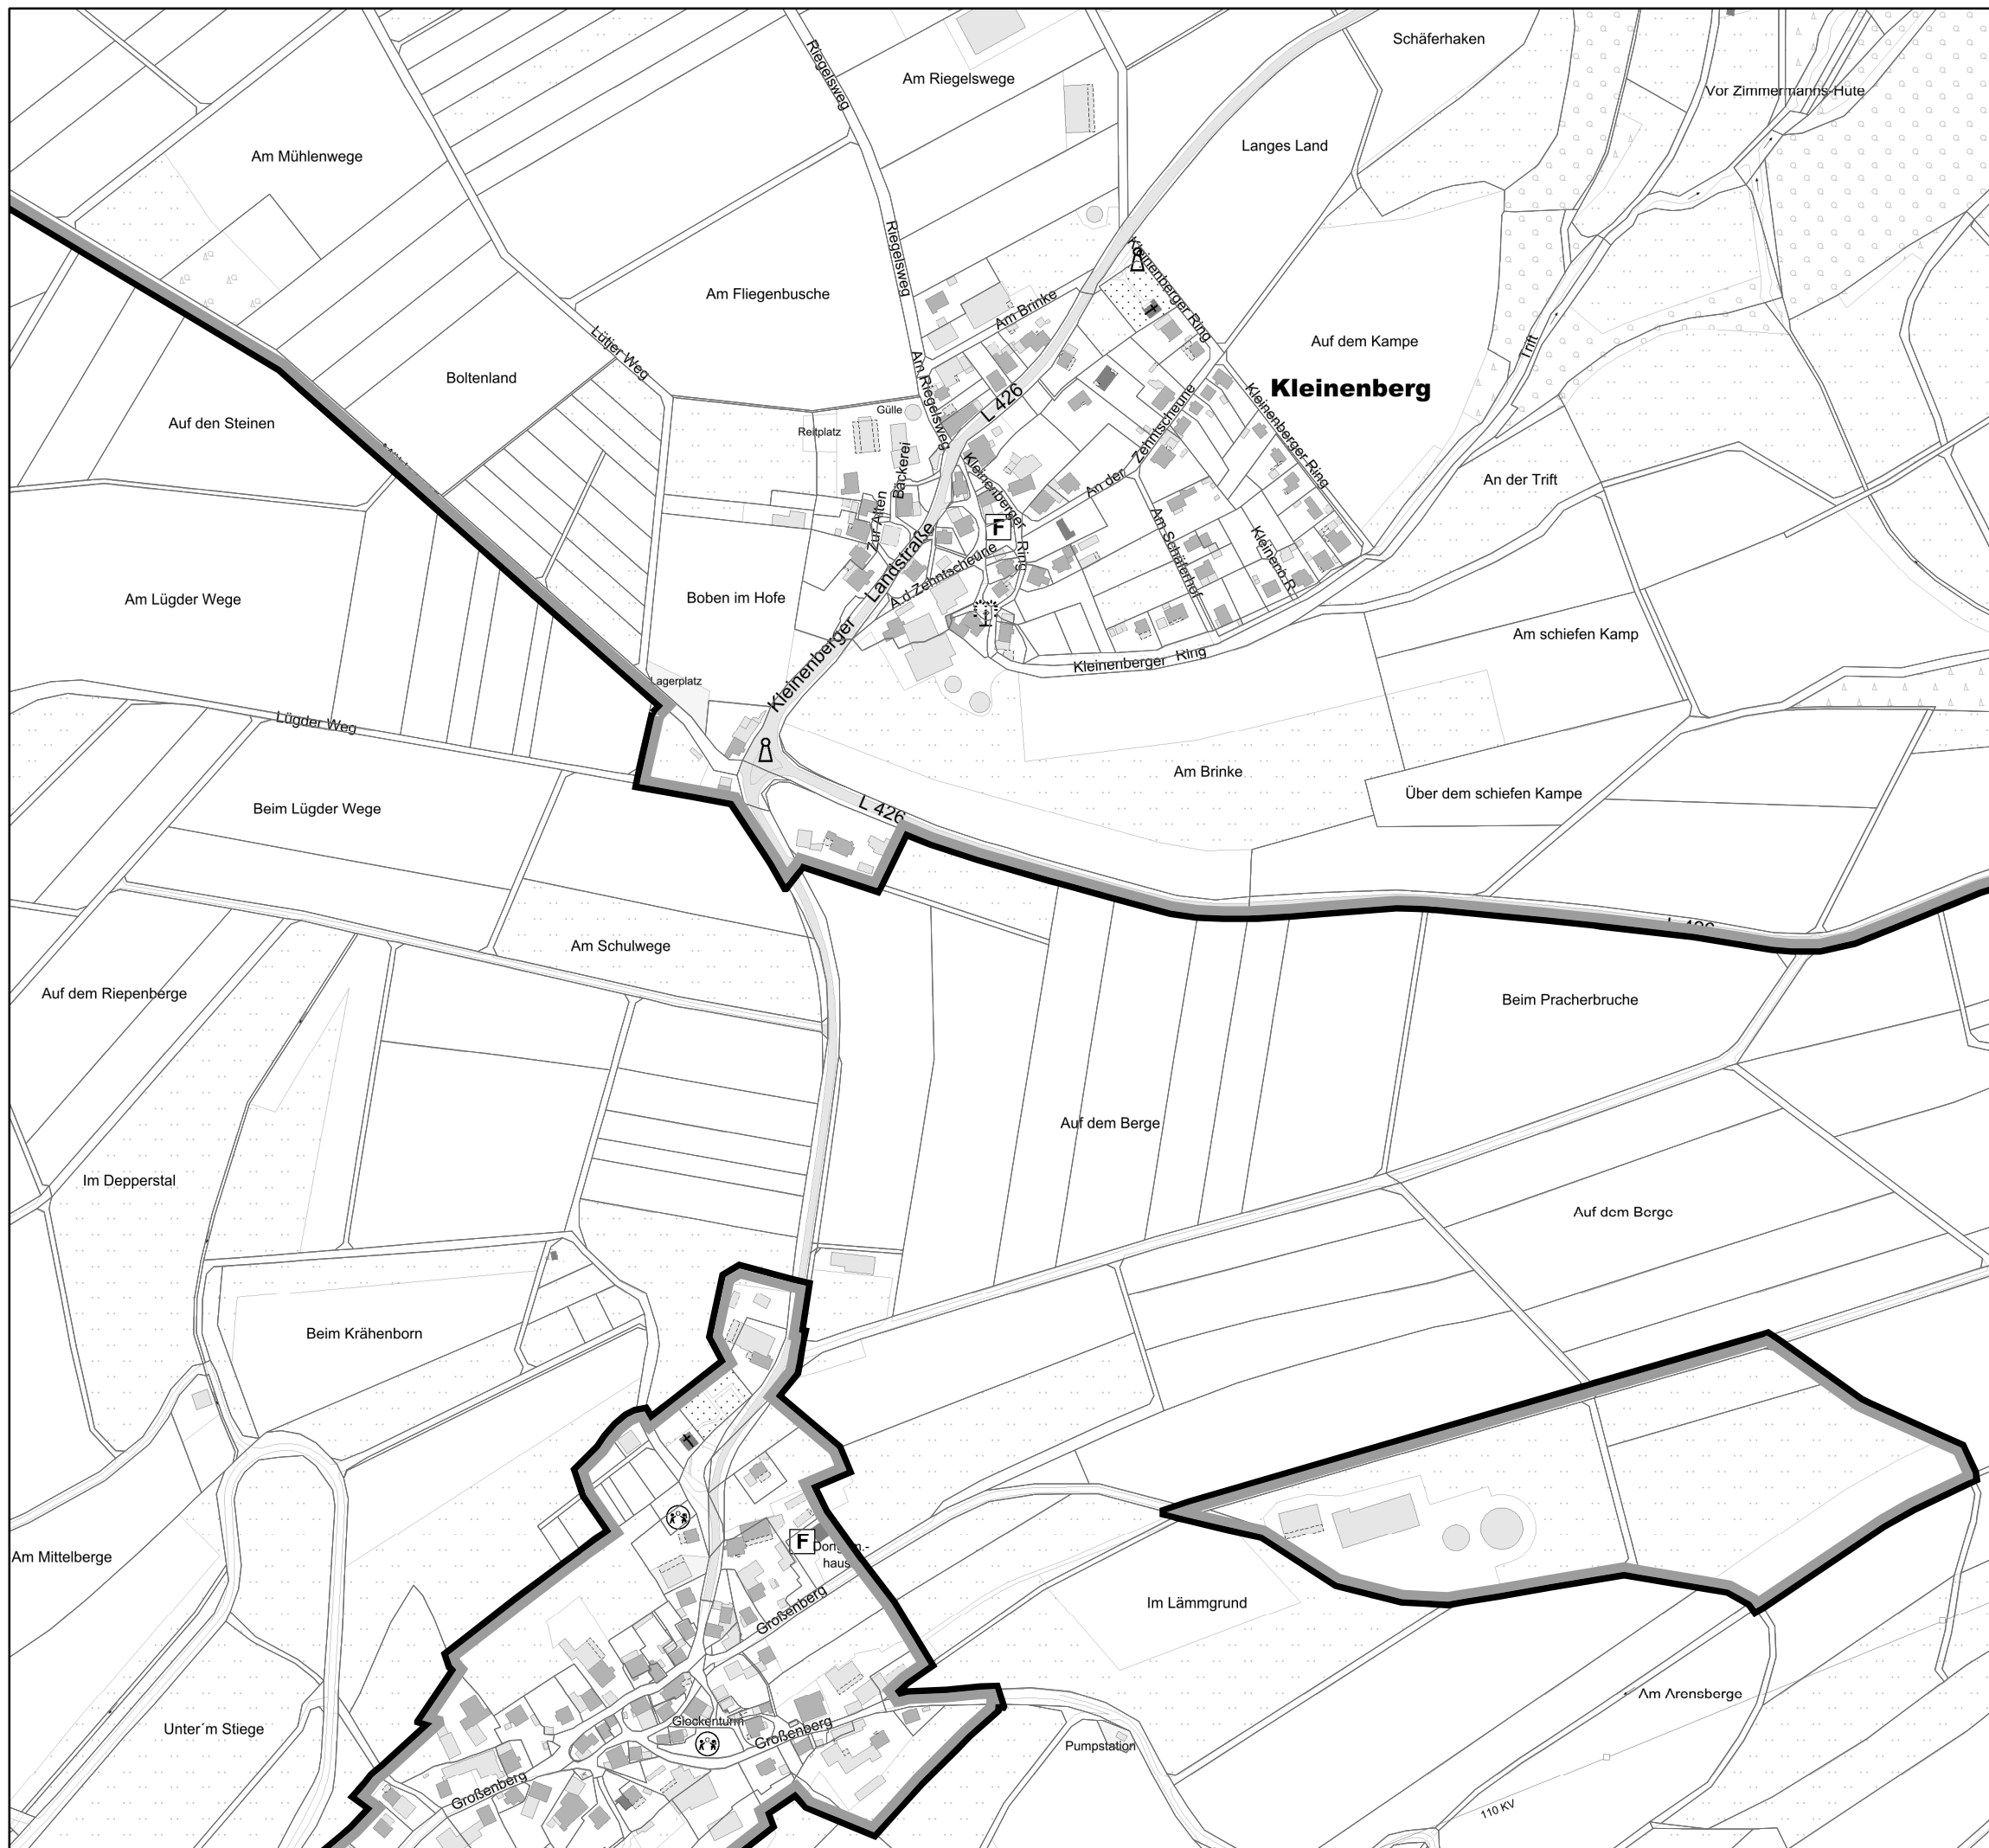 Schäferhaken
Riegelsweg
Am Riegelswege
Vor Zimmermanns-Hute
Langes Land
Am Mühlenwege
Riegelsweg
Kleinenberger Ring
Am Fliegenbusche
Am Brinke
Auf dem Kampe
Trift
Lütjer Weg
Boltenland
Kleinenberg
Am Riegelsweg
L 426
Gülle
Auf den Steinen
Reitplatz
Kleinenberger Ring
An der Zehntscheune
Bäckerei
Zur Alten
Kleinenberger Ring
An der Trift
F
Am Schäferhof
Kleinenb.R.
Landstraße
A.d.Zehntscheune
Am Lügder Wege
Boben im Hofe
Am schiefen Kamp
Kleinenberger
Kleinenberger Ring
Lagerplatz
Lügder Weg
Am Brinke
Über dem schiefen Kampe
Beim Lügder Wege
L 426
L 426
Am Schulwege
Auf dem Riepenberge
Beim Pracherbruche
Auf dem Berge
Im Depperstal
Auf dem Berge
Beim Krähenborn
F
haus
Am Mittelberge
Großenberg
Im Lämmgrund
Am Arensberge
Unter´m Stiege
Glockenturm
Großenberg
Pumpstation
Großenberg
110 KV